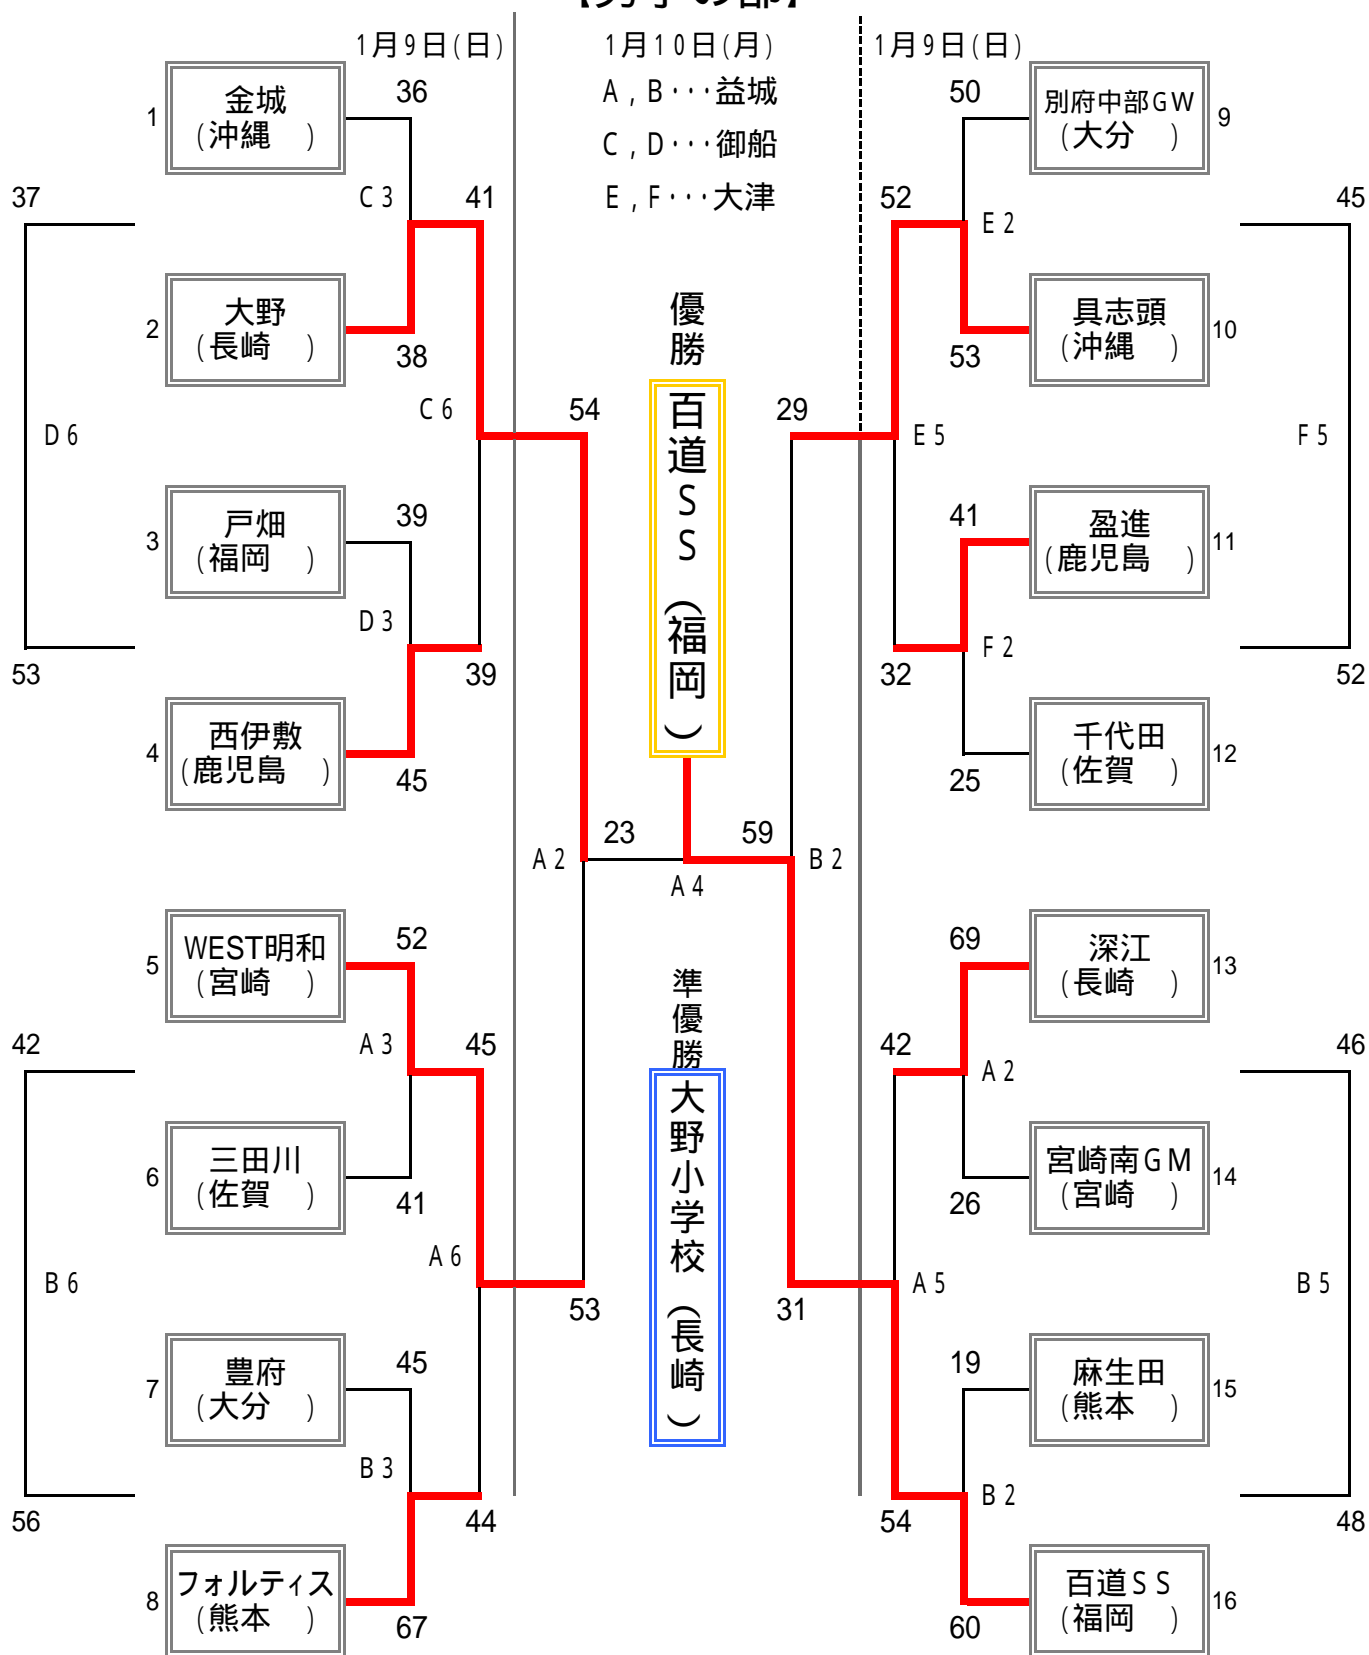 【男子の部】
1月9日(日)
1月10日(月)
1月9日(日)
A,B・・・益城
C,D・・・御船
E,F・・・大津
1
金城
(沖縄　)
36
C3
41
2
大野
(長崎　)
38
C6
54
37
D6
53
3
戸畑
(福岡　)
39
D3
39
4
西伊敷
(鹿児島　)
45
A2
23
5
WEST明和
(宮崎　)
52
A3
45
42
B6
56
6
三田川
(佐賀　)
41
A6
53
7
豊府
(大分　)
45
B3
44
8
フォルティス
(熊本　)
67
優勝
百道SS(福岡　)
A4
準優勝
大野小学校(長崎　)
50
別府中部GW
(大分　)
9
52
E2
45
53
具志頭
(沖縄　)
10
29
E5
F5
41
盈進
(鹿児島　)
11
32
F2
52
25
千代田
(佐賀　)
12
59
B2
69
深江
(長崎　)
13
42
A2
46
26
宮崎南GM
(宮崎　)
14
31
A5
B5
19
麻生田
(熊本　)
15
54
B2
48
60
百道SS
(福岡　)
16